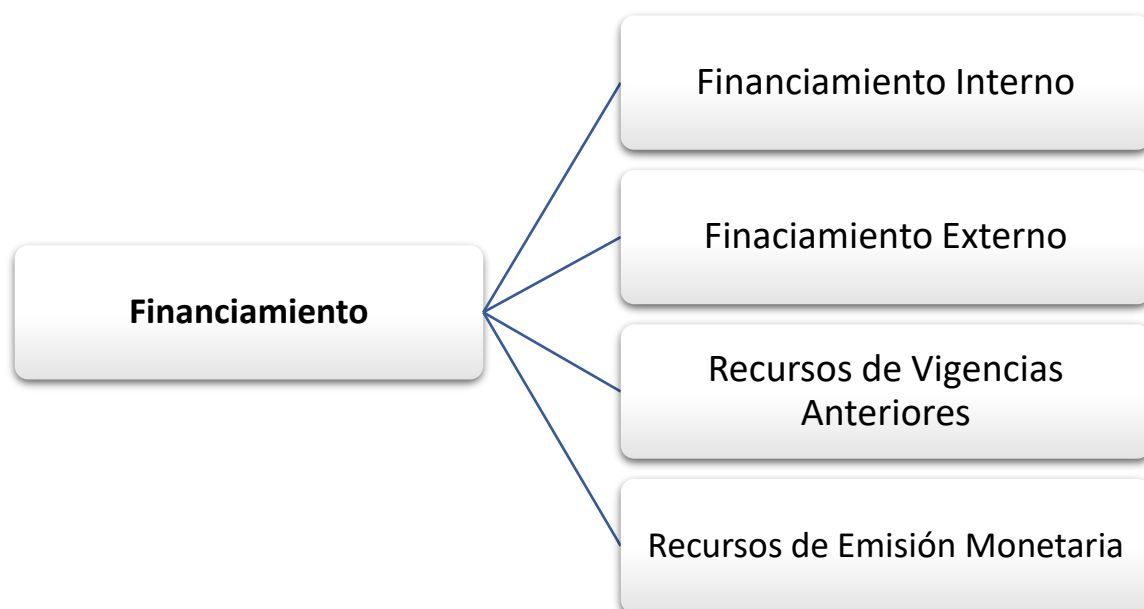 Financiamiento
Financiamiento Interno
Finaciamiento Externo
Recursos de Vigencias
Anteriores
Recursos de Emisión Monetaria